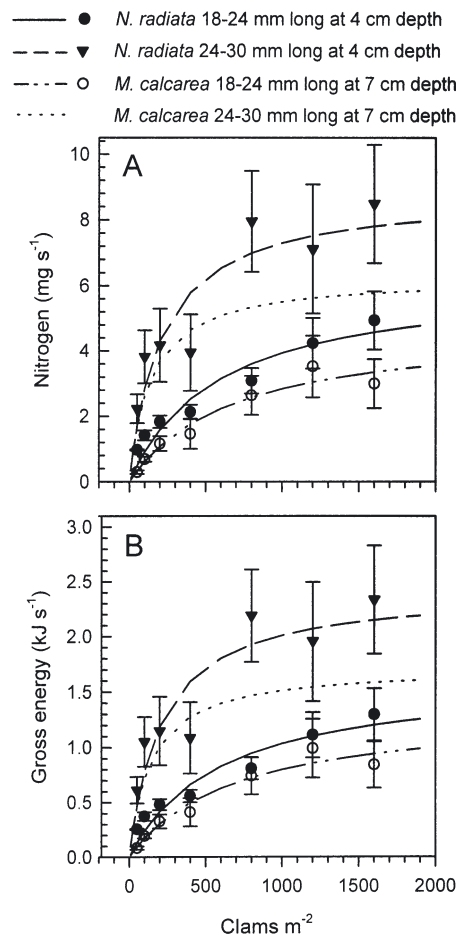 N. radiata 18-24 mm long at 4 cm depth
N. radiata 24-30 mm long at 4 cm depth
M. calcarea 18-24 mm long at 7 cm depth
M. calcarea 24-30 mm long at 7 cm depth
A
10
8
6
4
2
0
Nitrogen (mg s⁻¹)
B
3.0
2.5
2.0
1.5
1.0
0.5
0.0
Gross energy (kJ s⁻¹)
0 500 1000 1500 2000
Clams m⁻²